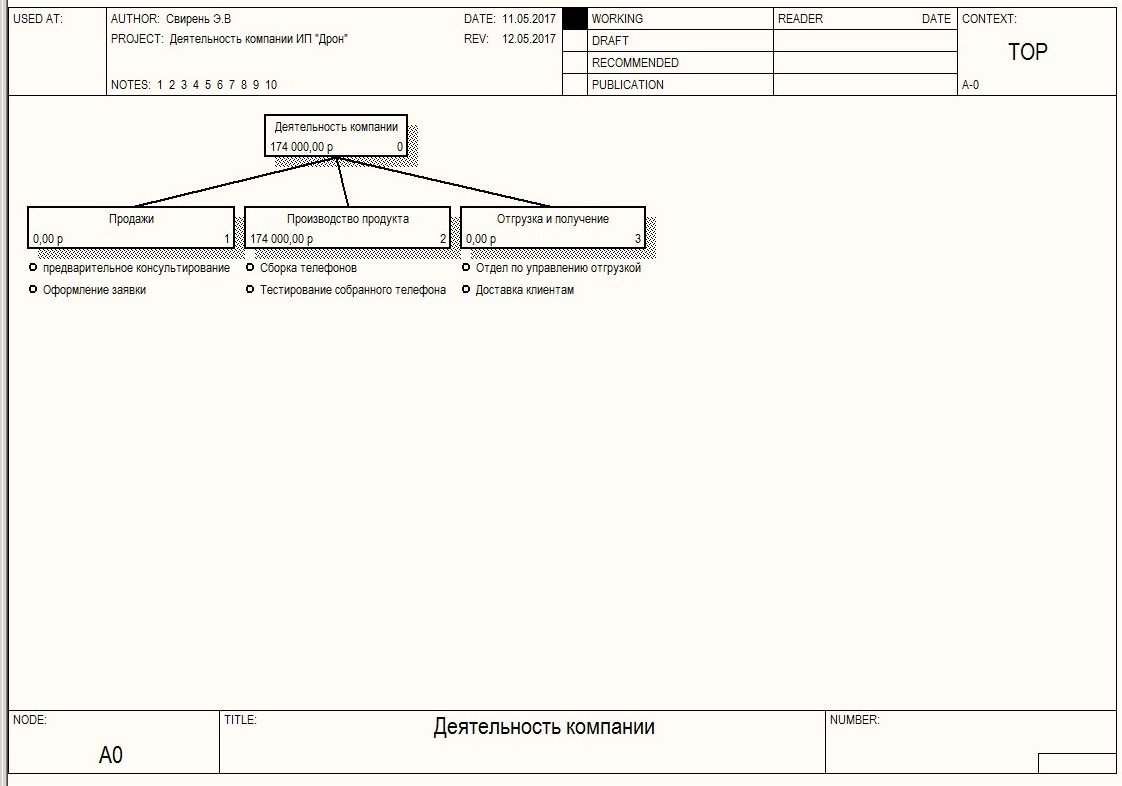 USED AT:
AUTHOR: Свирень Э.В
DATE: 11.05.2017
PROJECT: Деятельность компании ИП "Дрон"
REV: 12.05.2017
NOTES: 1 2 3 4 5 6 7 8 9 10
WORKING
DRAFT
RECOMMENDED
PUBLICATION
READER DATE
CONTEXT:
TOP
A-0
Деятельность компании
174 000,00 р 0
Продажи
0,00 р 1
предварительное консультирование
Оформление заявки
Производство продукта
174 000,00 р 2
Сборка телефонов
Тестирование собранного телефона
Отгрузка и получение
0,00 р 3
Отдел по управлению отгрузкой
Доставка клиентам
NODE:
A0
TITLE:
Деятельность компании
NUMBER: